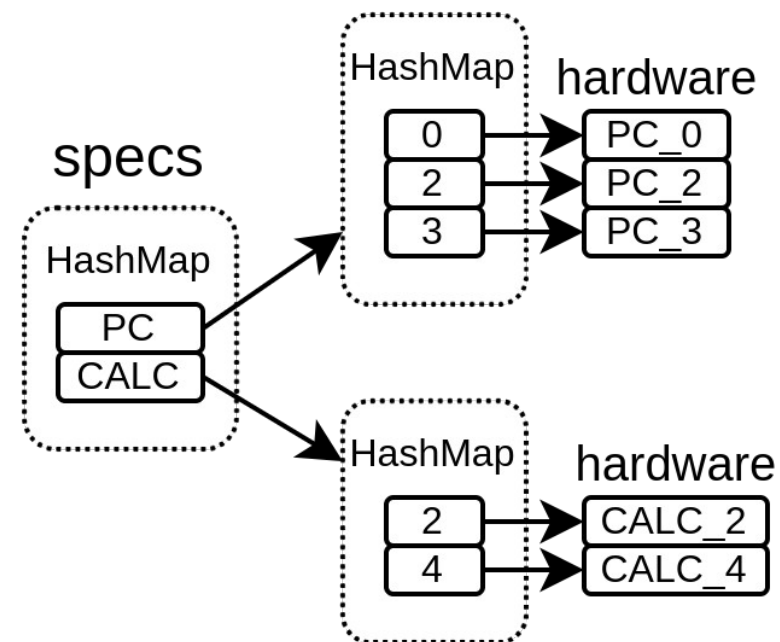 specs
HashMap
PC
CALC
HashMap
hardware
0
PC_0
2
PC_2
3
PC_3
HashMap
hardware
2
CALC_2
4
CALC_4